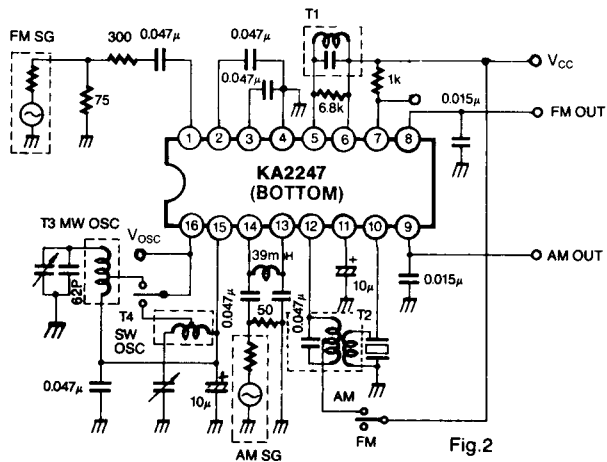 T1
FM SG
300
0.047μ
0.047μ
0.047μ
75
6.8k
1k
VCC
0.015μ
FM OUT
1 2 3 4 5 6 7 8
KA2247
(BOTTOM)
16 15 14 13 12 11 10 9
T3 MW OSC
VOSC
62P
T4
SW
OSC
39m H
0.047μ
50
10μ
0.047μ
T2
0.015μ
AM OUT
0.047μ
10μ
AM SG
AM
FM
Fig.2